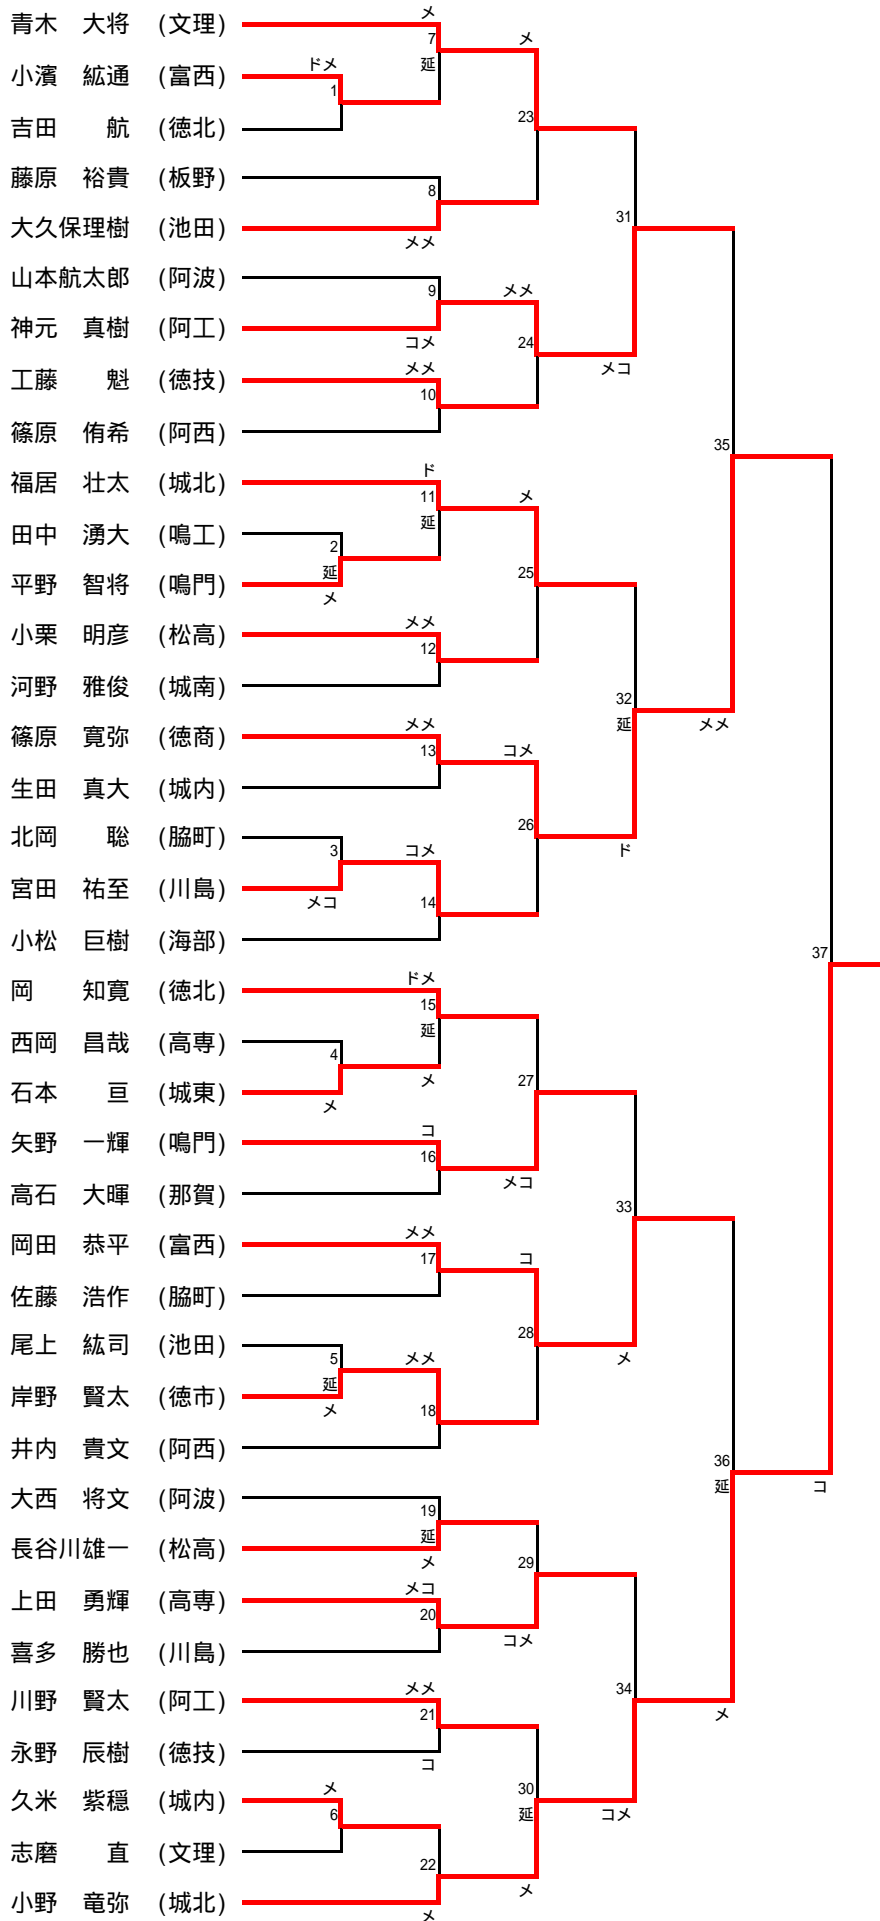 青木　大将　(文理)
小濱　絋通　(富西)
吉田　　航　(徳北)
藤原　裕貴　(板野)
大久保理樹　(池田)
山本航太郎　(阿波)
神元　真樹　(阿工)
工藤　　魁　(徳技)
篠原　侑希　(阿西)
福居　壮太　(城北)
田中　湧大　(鳴工)
平野　智将　(鳴門)
小栗　明彦　(松高)
河野　雅俊　(城南)
篠原　寛弥　(徳商)
生田　真大　(城内)
北岡　　聡　(脇町)
宮田　祐至　(川島)
小松　巨樹　(海部)
岡　　知寛　(徳北)
西岡　昌哉　(高専)
石本　　亘　(城東)
矢野　一輝　(鳴門)
高石　大暉　(那賀)
岡田　恭平　(富西)
佐藤　浩作　(脇町)
尾上　紘司　(池田)
岸野　賢太　(徳市)
井内　貴文　(阿西)
大西　将文　(阿波)
長谷川雄一　(松高)
上田　勇輝　(高専)
喜多　勝也　(川島)
川野　賢太　(阿工)
永野　辰樹　(徳技)
久米　紫穏　(城内)
志磨　　直　(文理)
小野　竜弥　(城北)
ドメ
1
2
延
メ
3
メコ
4
メ
5
延
メ
メ
6
メ
7
延
8
メメ
9
コメ
メメ
10
ド
11
延
メメ
12
メメ
13
コメ
14
ドメ
15
延
メ
コ
16
メメ
17
メメ
18
19
延
メ
メコ
20
メメ
21
コ
22
メ
メ
23
メメ
24
メ
25
コメ
26
27
メコ
コ
28
29
コメ
30
延
メ
31
メコ
32
延
ド
33
メ
34
コメ
35
メメ
36
延
メ
37
コ